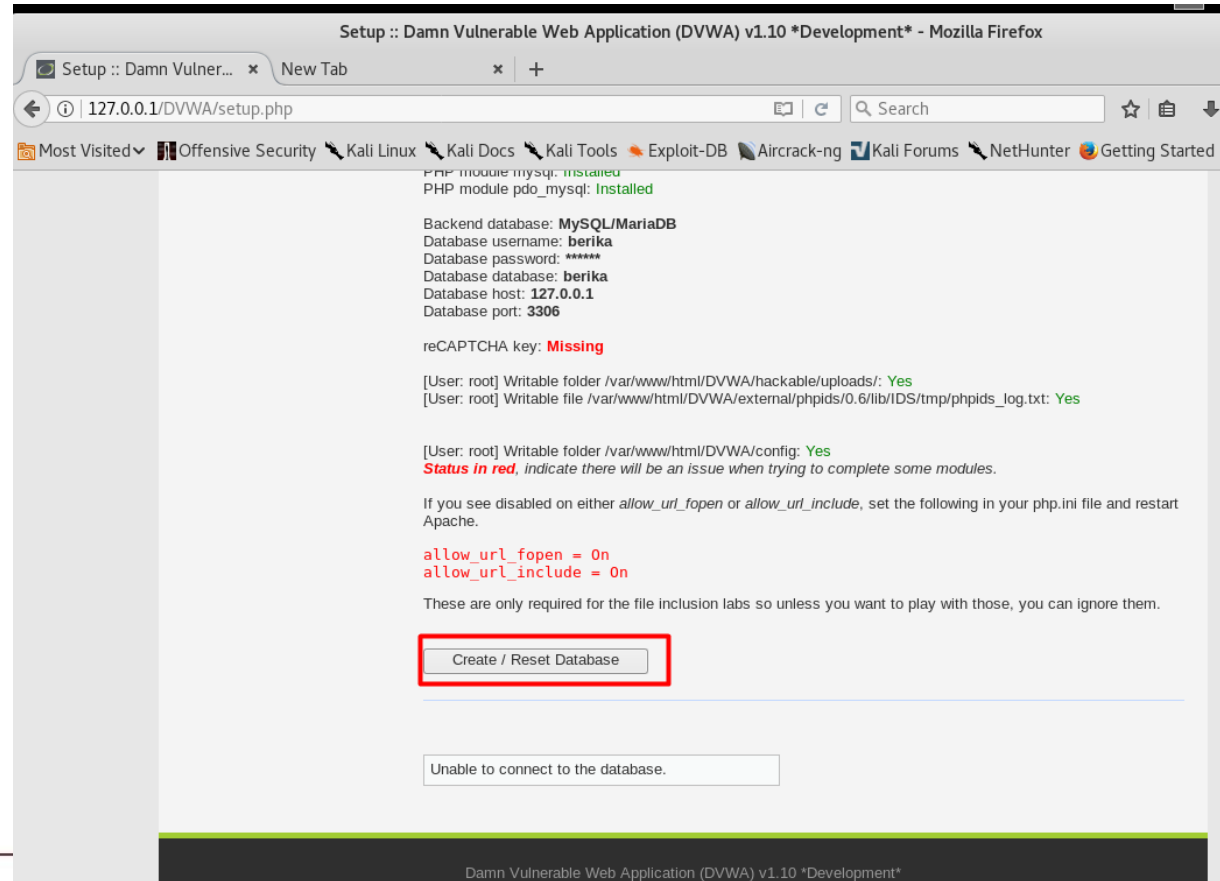 Setup :: Damn Vulnerable Web Application (DVWA) v1.10 *Development* - Mozilla Firefox
Setup :: Damn Vulner... × New Tab × +
127.0.0.1/DVWA/setup.php
Search
Most Visited Offensive Security Kali Linux Kali Docs Kali Tools Exploit-DB Aircrack-ng Kali Forums NetHunter Getting Started
PHP module mysql: Installed
PHP module pdo_mysql: Installed
Backend database: MySQL/MariaDB
Database username: berika
Database password: ******
Database database: berika
Database host: 127.0.0.1
Database port: 3306
reCAPTCHA key: Missing
[User: root] Writable folder /var/www/html/DVWA/hackable/uploads/: Yes
[User: root] Writable file /var/www/html/DVWA/external/phpids/0.6/lib/IDS/tmp/phpids_log.txt: Yes
[User: root] Writable folder /var/www/html/DVWA/config: Yes
Status in red, indicate there will be an issue when trying to complete some modules.
If you see disabled on either allow_url_fopen or allow_url_include, set the following in your php.ini file and restart
Apache.
allow_url_fopen = On
allow_url_include = On
These are only required for the file inclusion labs so unless you want to play with those, you can ignore them.
Create / Reset Database
Unable to connect to the database.
Damn Vulnerable Web Application (DVWA) v1.10 *Development*